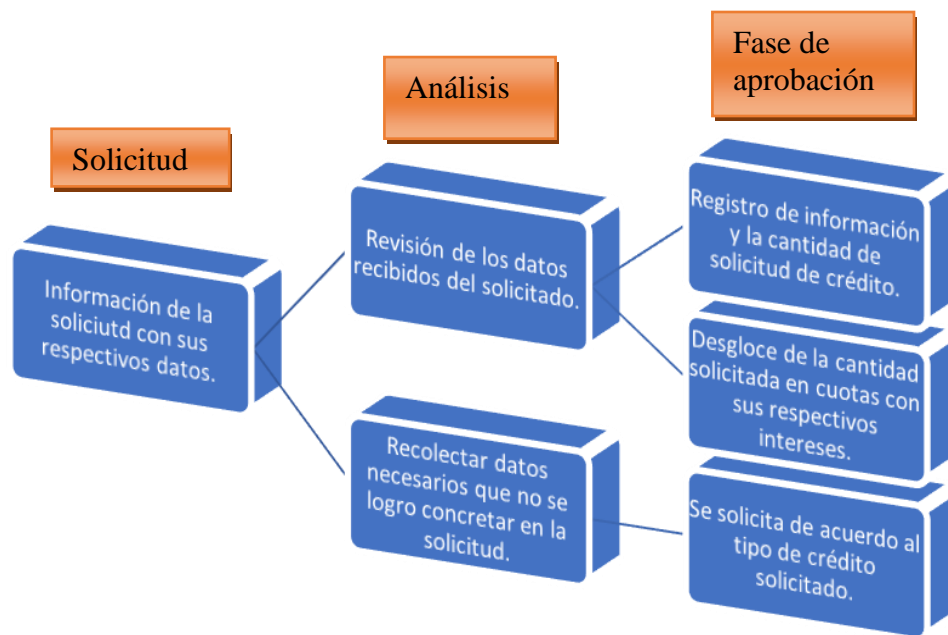 Solicitud
Información de la
soliciutd con sus
respectivos datos.
Análisis
Revisión de los datos
recibidos del solicitado.
Recolectar datos
necesarios que no se
logro concretar en la
solicitud.
Fase de
aprobación
Registro de información
y la cantidad de
solicitud de crédito.
Desgloce de la cantidad
solicitada en cuotas con
sus respectivos
intereses.
Se solicita de acuerdo al
tipo de crédito
solicitado.